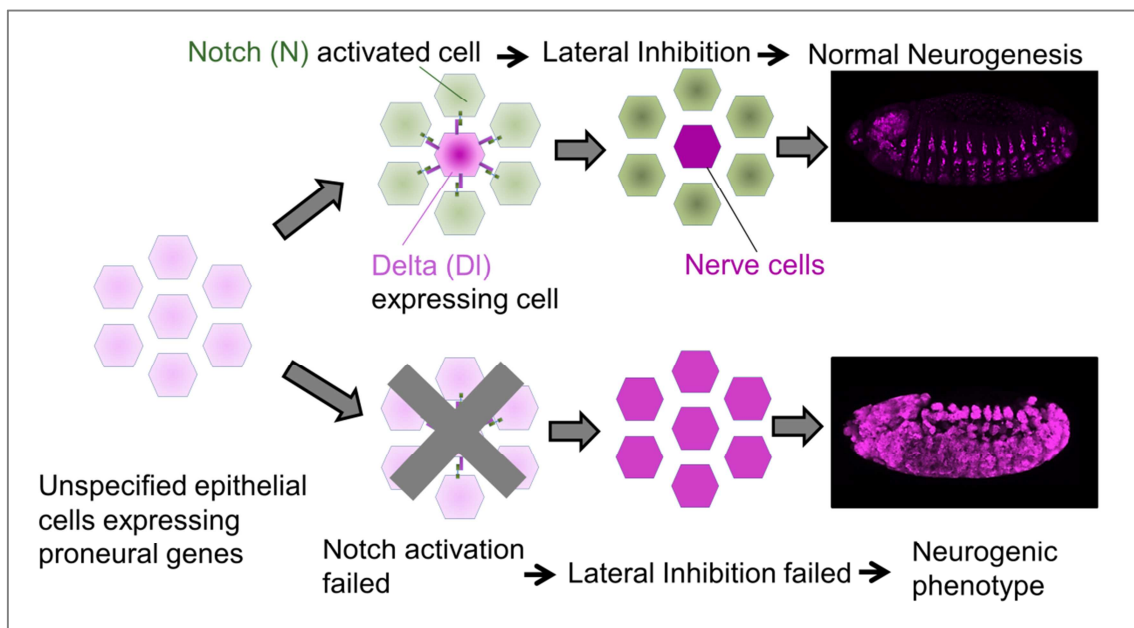 Notch (N) activated cell → Lateral Inhibition → Normal Neurogenesis
Delta (Dl)
expressing cell
Nerve cells
Unspecified epithelial
cells expressing
proneural genes
Notch activation
failed → Lateral Inhibition failed → Neurogenic
phenotype